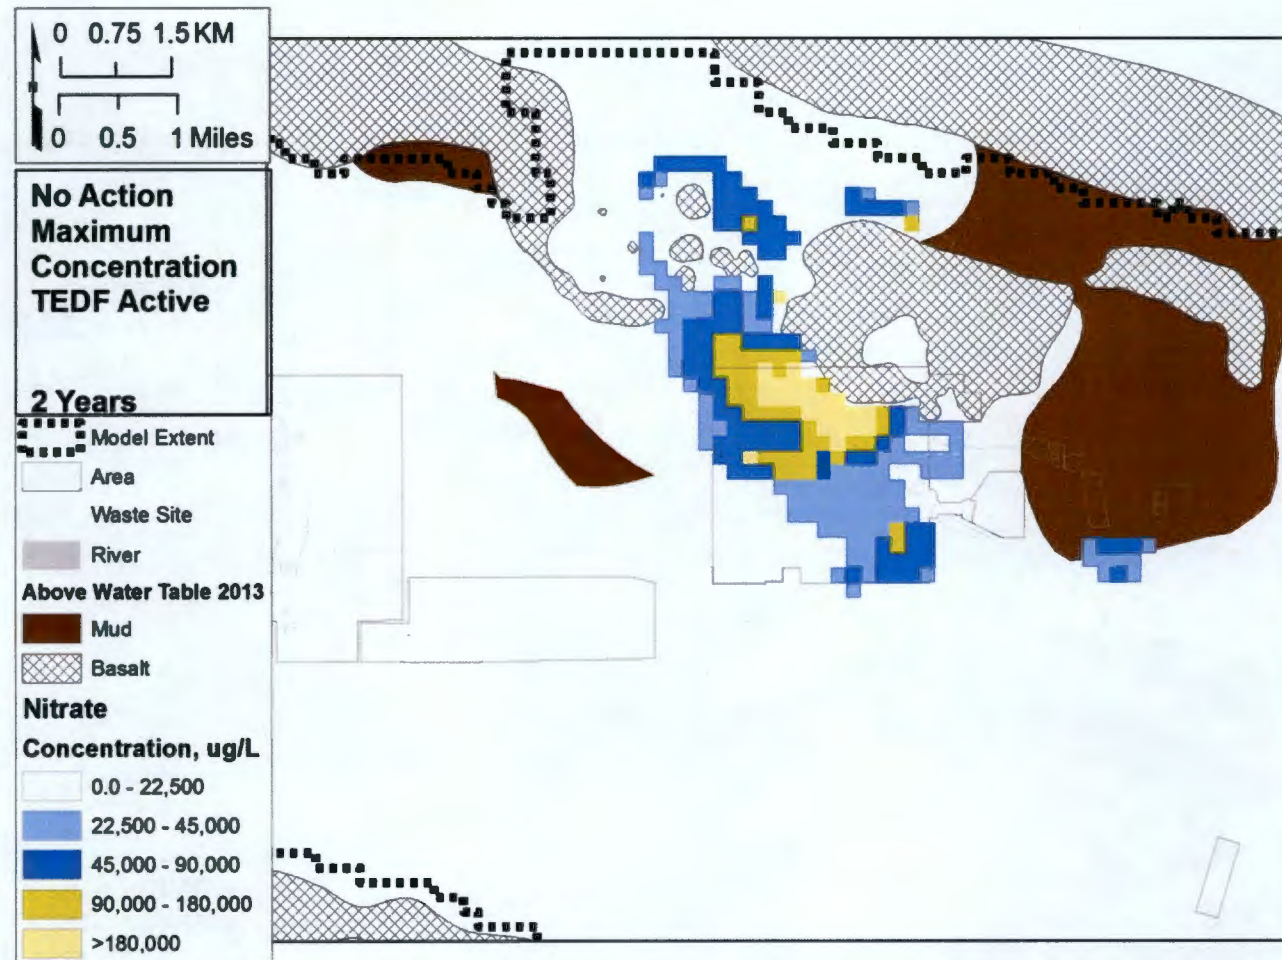 0 0.75 1.5 KM
0 0.5 1 Miles
No Action
Maximum
Concentration
TEDF Active
2 Years
Model Extent
Area
Waste Site
River
Above Water Table 2013
Mud
Basalt
Nitrate
Concentration, ug/L
0.0 - 22,500
22,500 - 45,000
45,000 - 90,000
90,000 - 180,000
>180,000